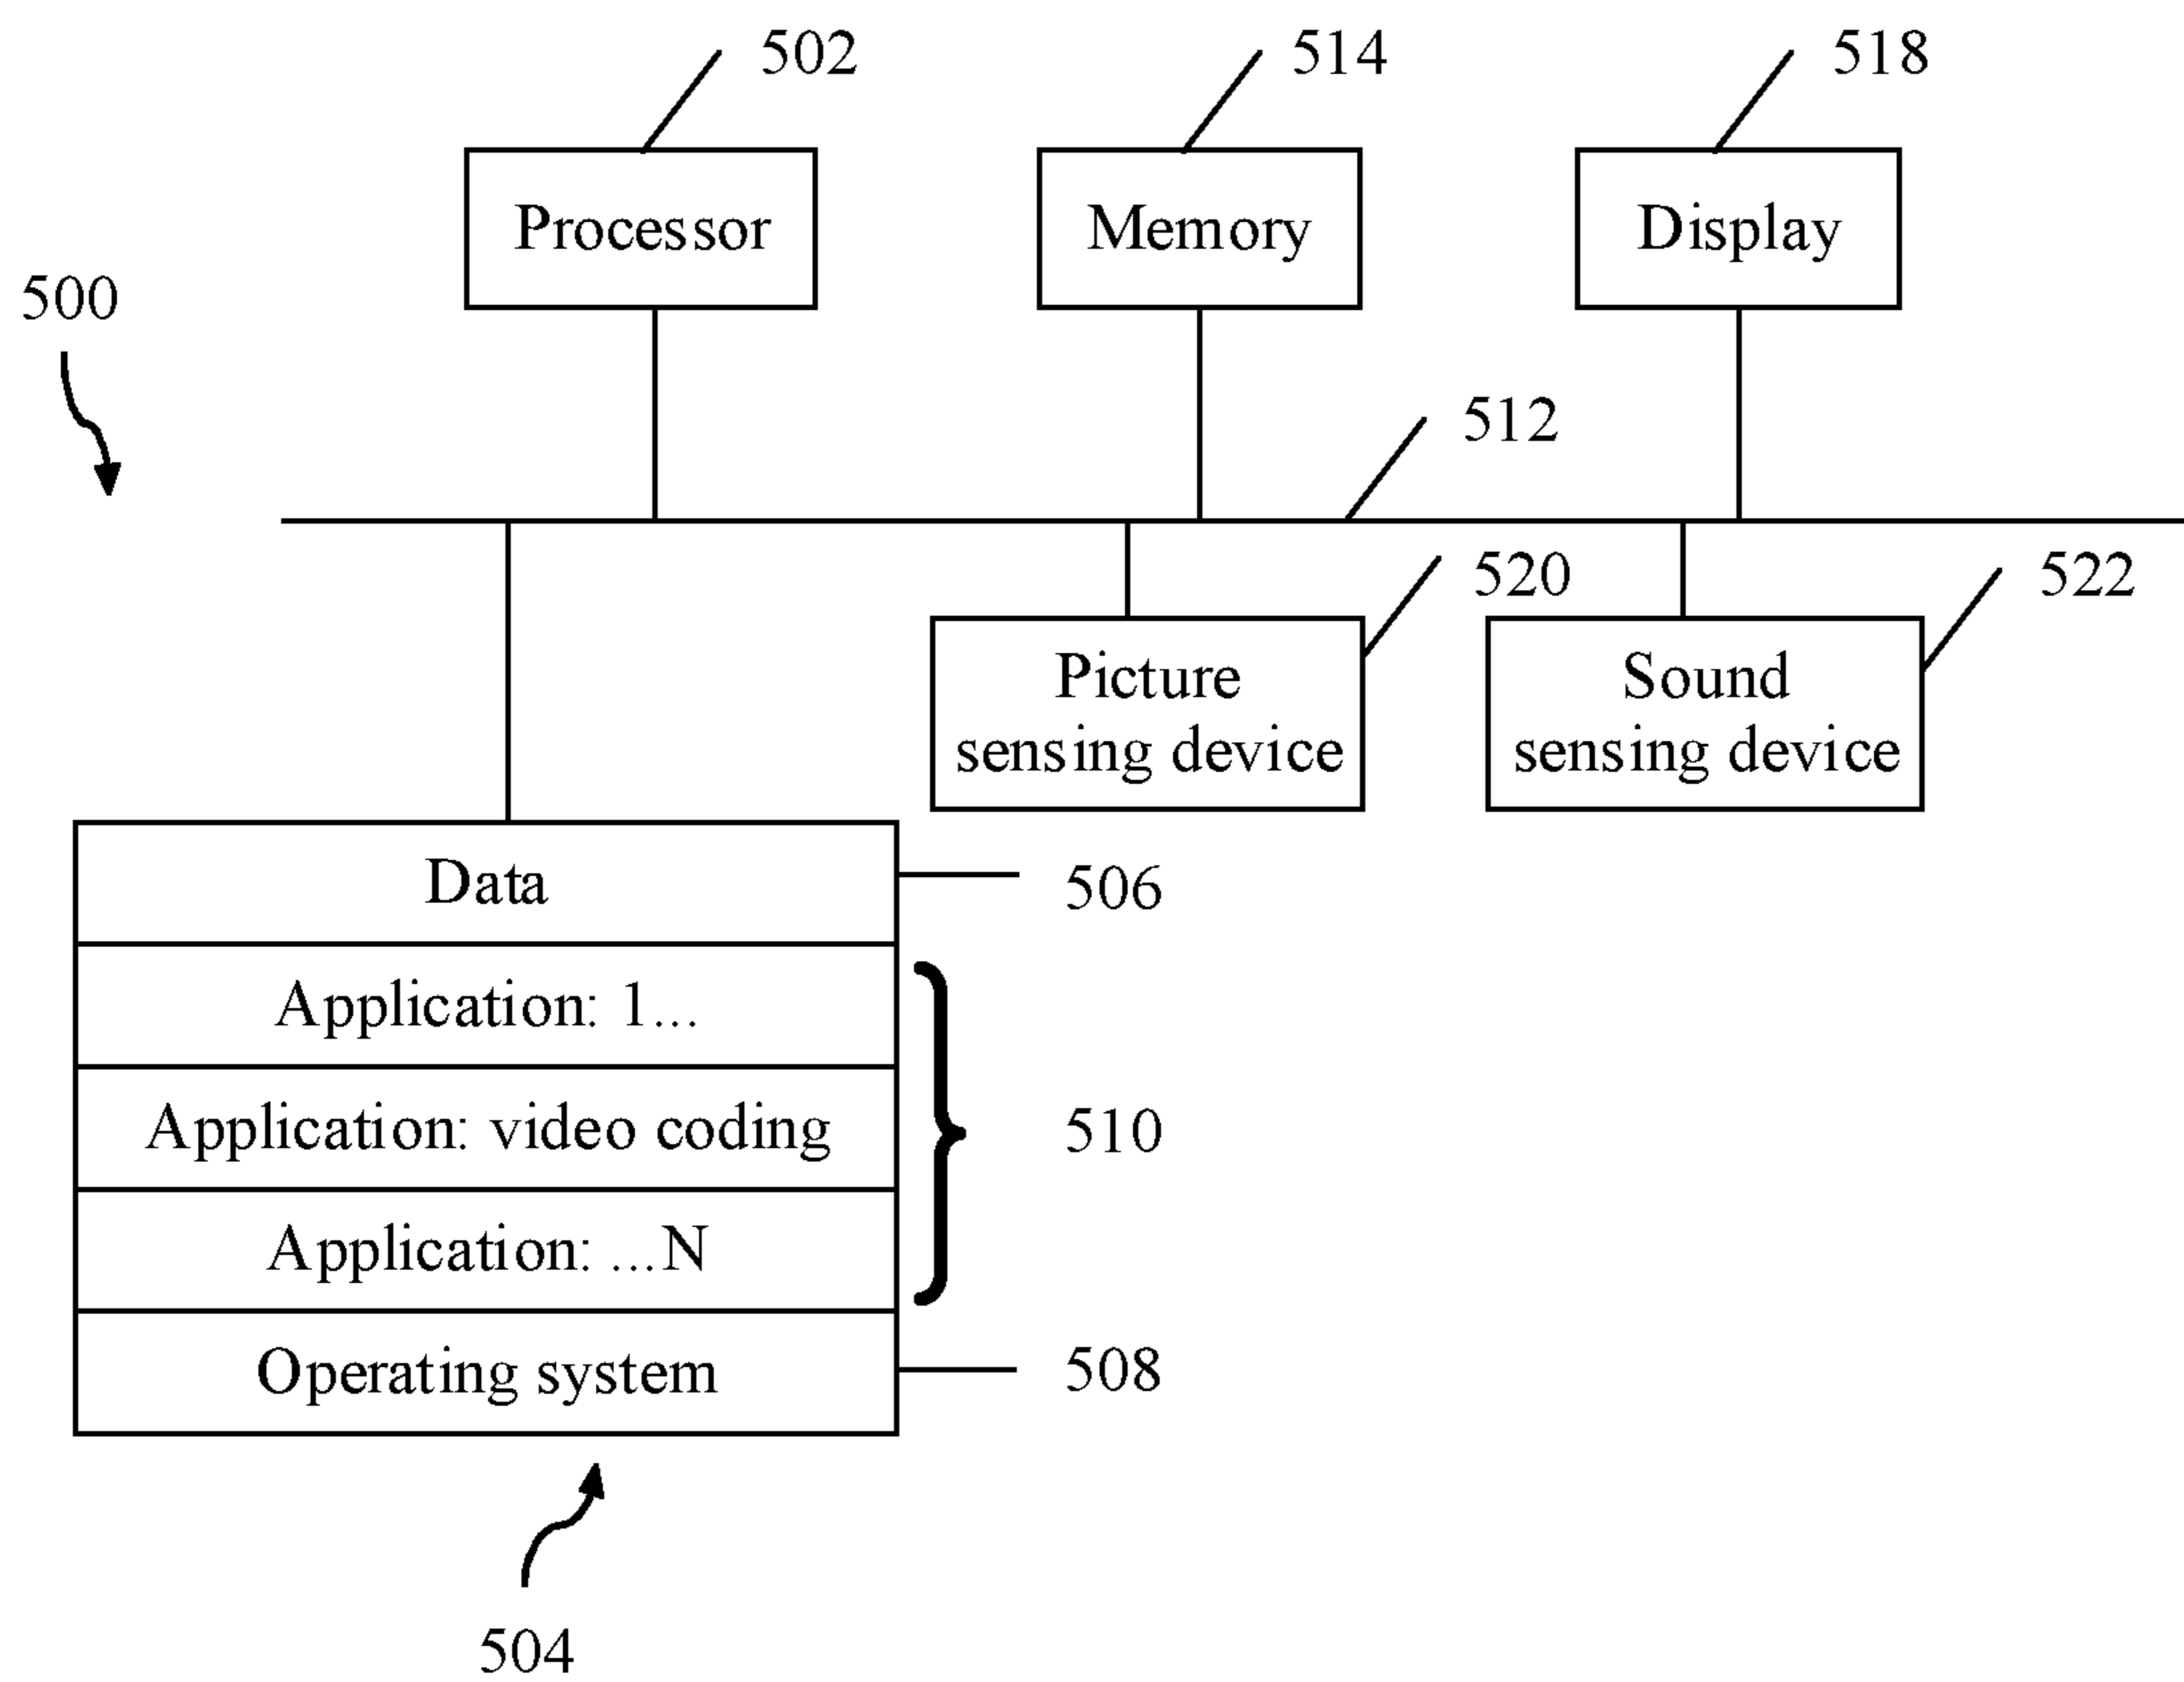 502
514
518
Processor
Memory
Display
500
512
520
522
Picture
sensing device
Sound
sensing device
Data
506
Application: 1...
Application: video coding
510
Application: ...N
Operating system
508
504